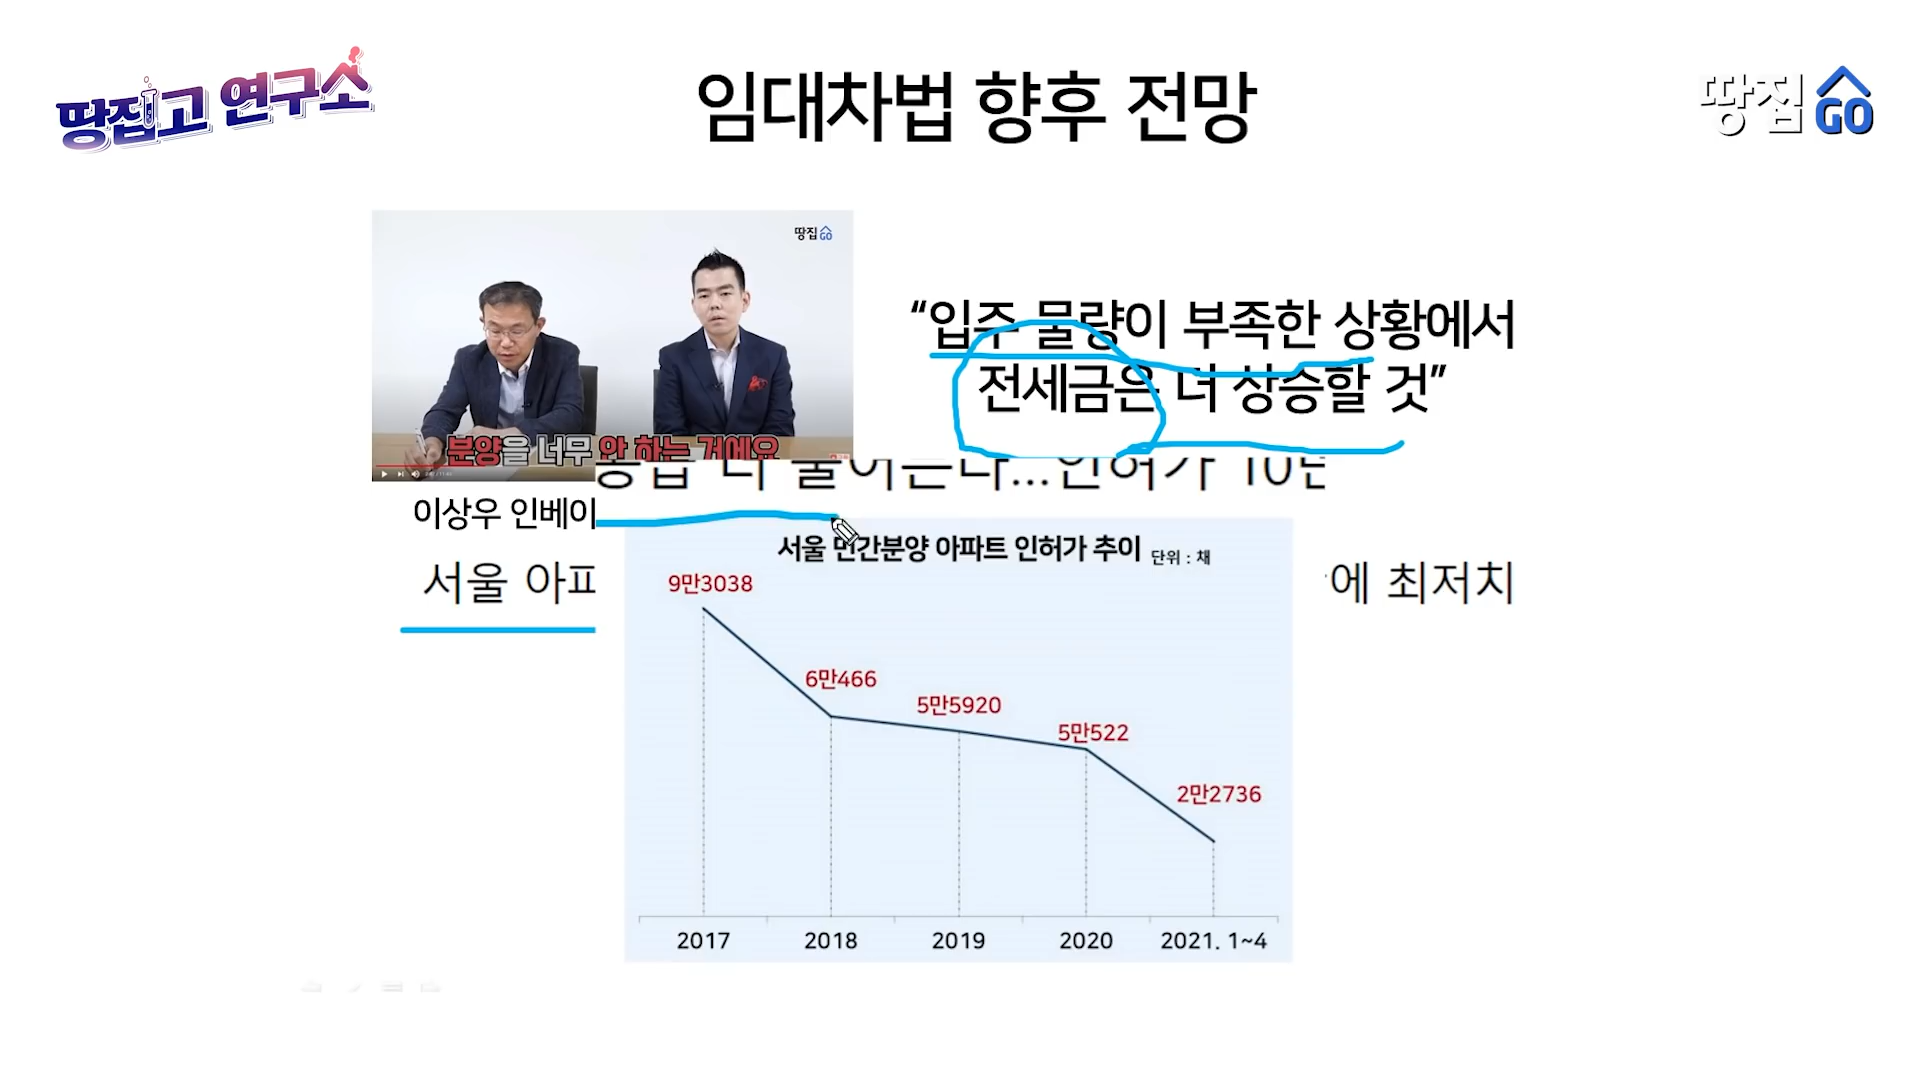 땅집고 연구소
임대차법 향후 전망
땅집GO
땅집GO
“입주 물량이 부족한 상황에서
전세금은 더 상승할 것”
분양을 너무 안 하는 거예요
인허가 10년
이상우 인베이
서울 아파
에 최저치
서울 민간분양 아파트 인허가 추이 단위 : 채
9만3038
6만466
5만5920
5만522
2만2736
2017 2018 2019 2020 2021. 1~4